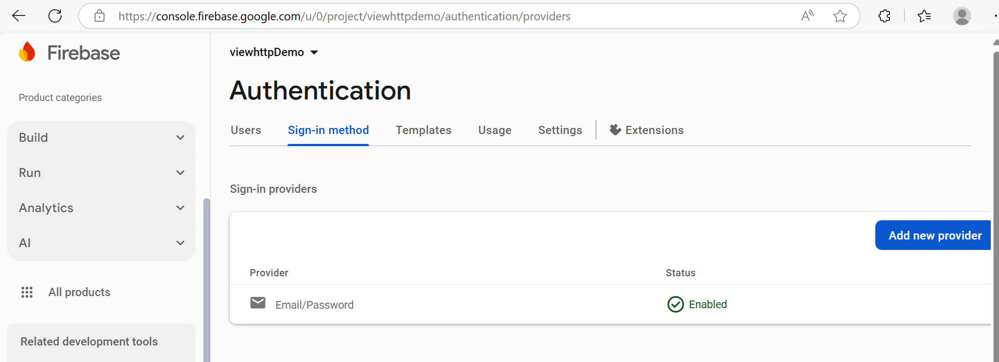 https://console.firebase.google.com/u/0/project/viewhttpdemo/authentication/providers
Firebase
Product categories
Build
Run
Analytics
AI
All products
Related development tools
viewhttpDemo
Authentication
Users Sign-in method Templates Usage Settings Extensions
Sign-in providers
Add new provider
Provider Status
Email/Password Enabled